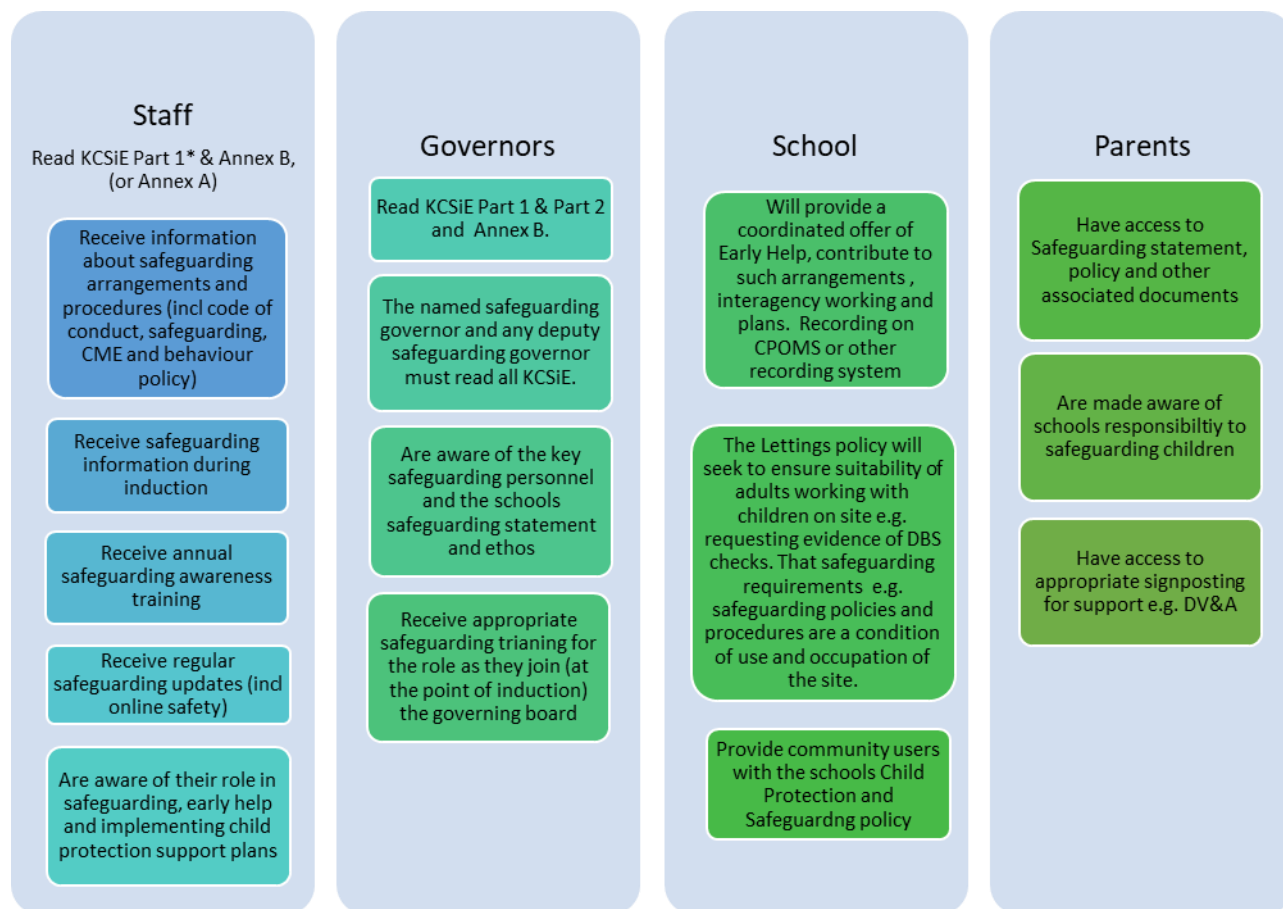 Staff
Read KCSiE Part 1* & Annex B,
(or Annex A)
Receive information
about safeguarding
arrangements and
procedures (incl code of
conduct, safeguarding,
CME and behaviour
policy)
Receive safeguarding
information during
induction
Receive annual
safeguarding awareness
training
Receive regular
safeguarding updates (incl
online safety)
Are aware of their role in
safeguarding, early help
and implementing child
protection support plans
Governors
Read KCSiE Part 1 & Part 2
and Annex B.
The named safeguarding
governor and any deputy
safeguarding governor
must read all KCSiE.
Are aware of the key
safeguarding personnel
and the schools
safeguarding statement
and ethos
Receive appropriate
safeguarding trianing for
the role as they join (at
the point of induction)
the governing board
School
Will provide a
coordinated offer of
Early Help, contribute to
such arrangements ,
interagency working and
plans. Recording on
CPOMS or other
recording system
The Lettings policy will
seek to ensure suitability of
adults working with
children on site e.g.
requesting evidence of DBS
checks. That safeguarding
requirements e.g.
safeguarding policies and
procedures are a condition
of use and occupation of
the site.
Provide community users
with the schools Child
Protection and
Safeguardng policy
Parents
Have access to
Safeguarding statement,
policy and other
associated documents
Are made aware of
schools responsibiltiy to
safeguarding children
Have access to
appropriate signposting
for support e.g. DV&A